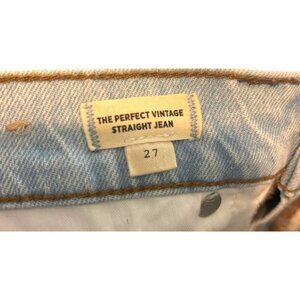 THE PERFECT VINTAGE
STRAIGHT JEAN
27